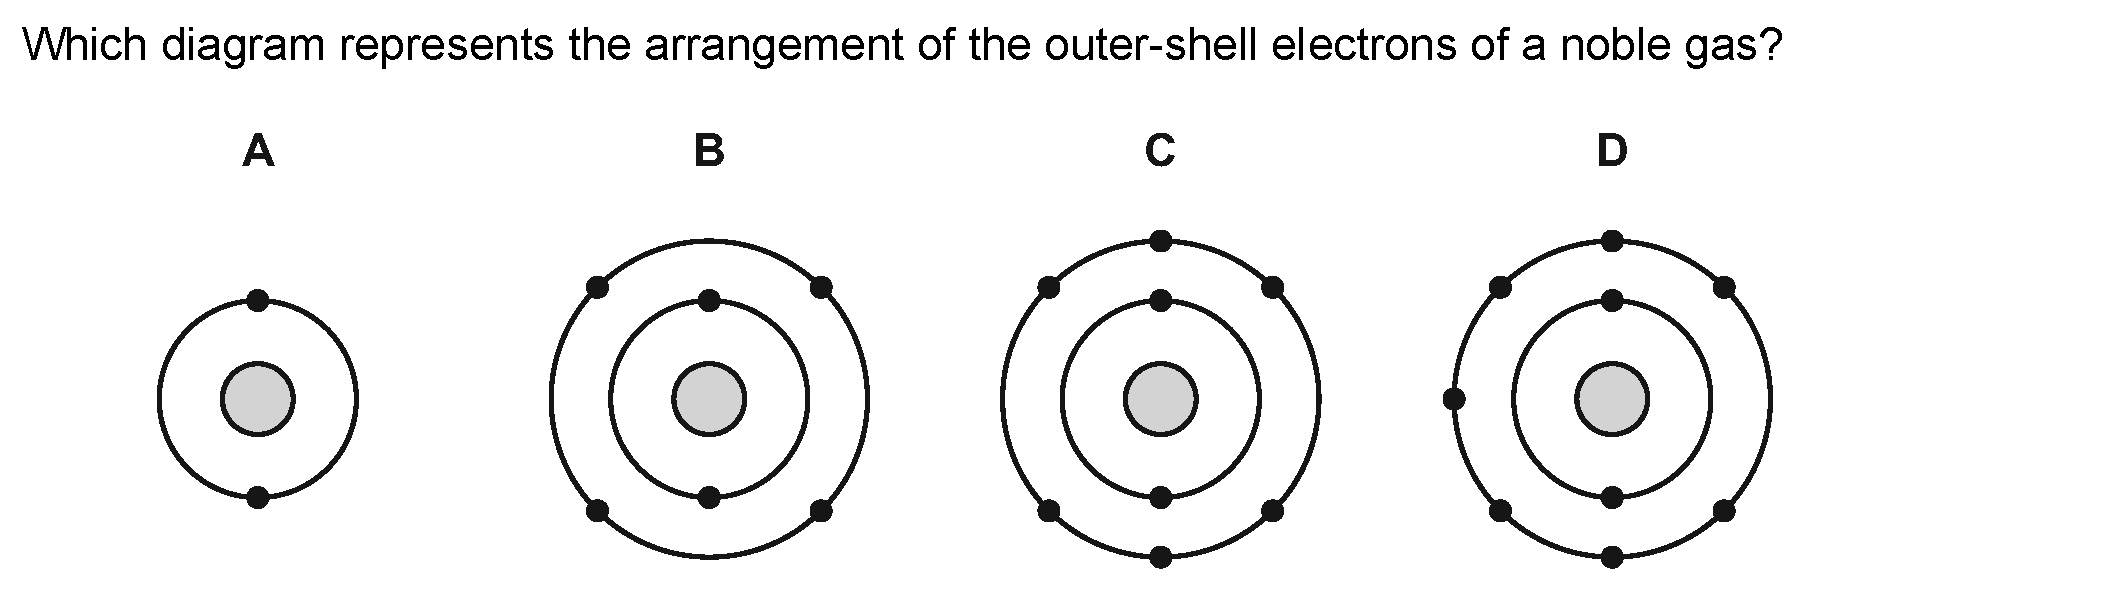 Which diagram represents the arrangement of the outer-shell electrons of a noble gas?
A B C D